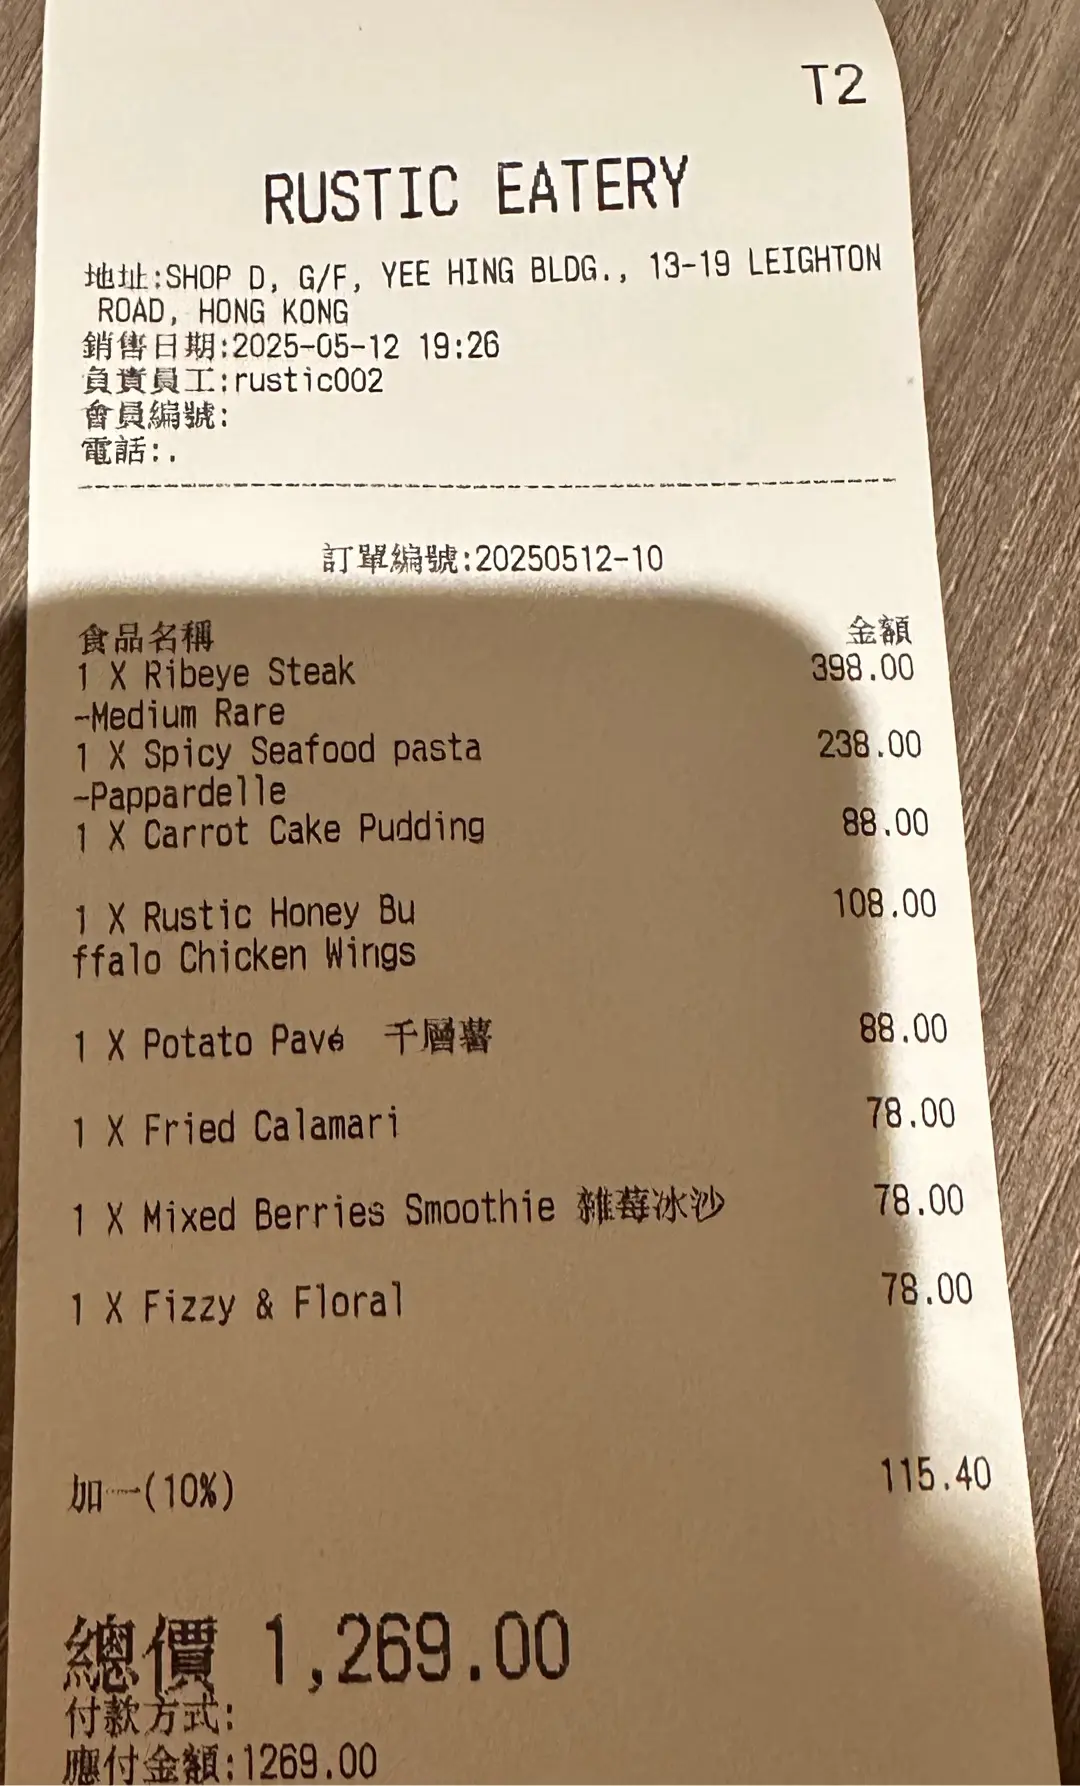 T2
RUSTIC EATERY
地址:SHOP D, G/F, YEE HING BLDG., 13-19 LEIGHTON
ROAD, HONG KONG
銷售日期:2025-05-12 19:26
負責員工:rustic002
會員編號:
電話:.
訂單編號:20250512-10
食品名稱 金額
1 X Ribeye Steak 398.00
-Medium Rare
1 X Spicy Seafood pasta 238.00
-Pappardelle
1 X Carrot Cake Pudding 88.00
1 X Rustic Honey Bu 108.00
ffalo Chicken Wings
1 X Potato Pavé 千層薯 88.00
1 X Fried Calamari 78.00
1 X Mixed Berries Smoothie 雜莓冰沙 78.00
1 X Fizzy & Floral 78.00
加一(10%) 115.40
總價 1,269.00
付款方式:
應付金額:1269.00